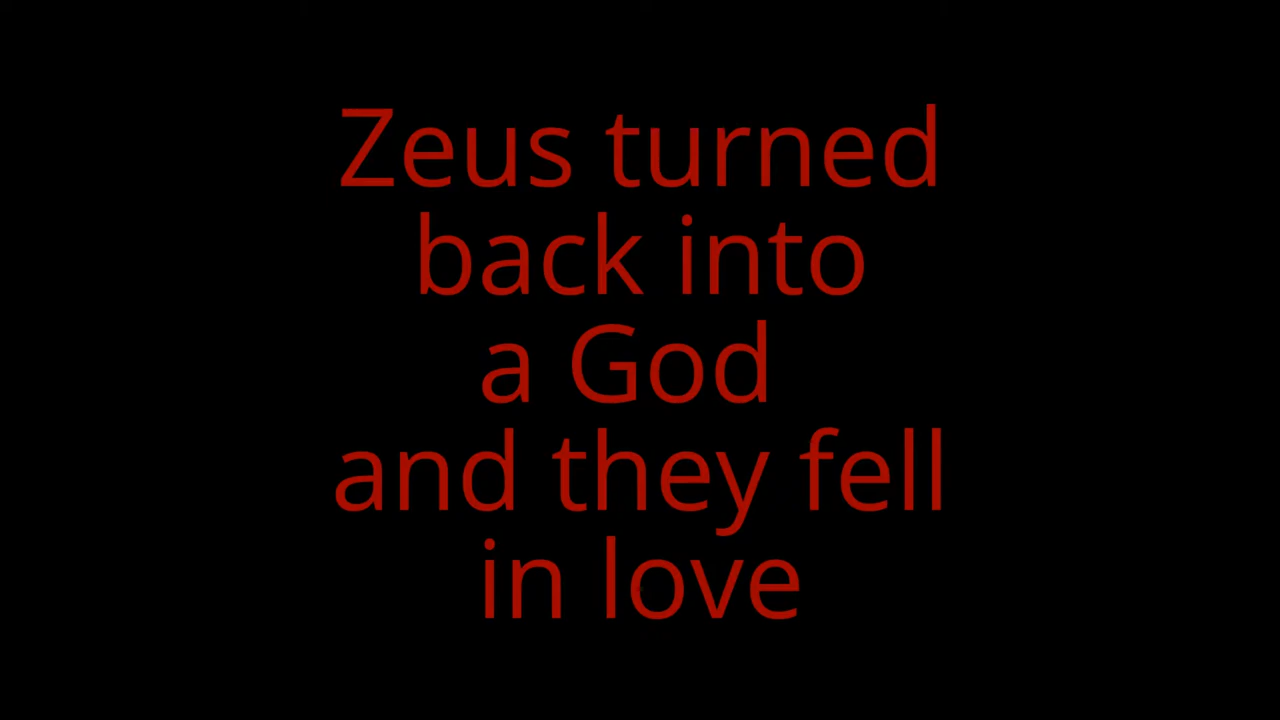 Zeus turned
back into
a God
and they fell
in love